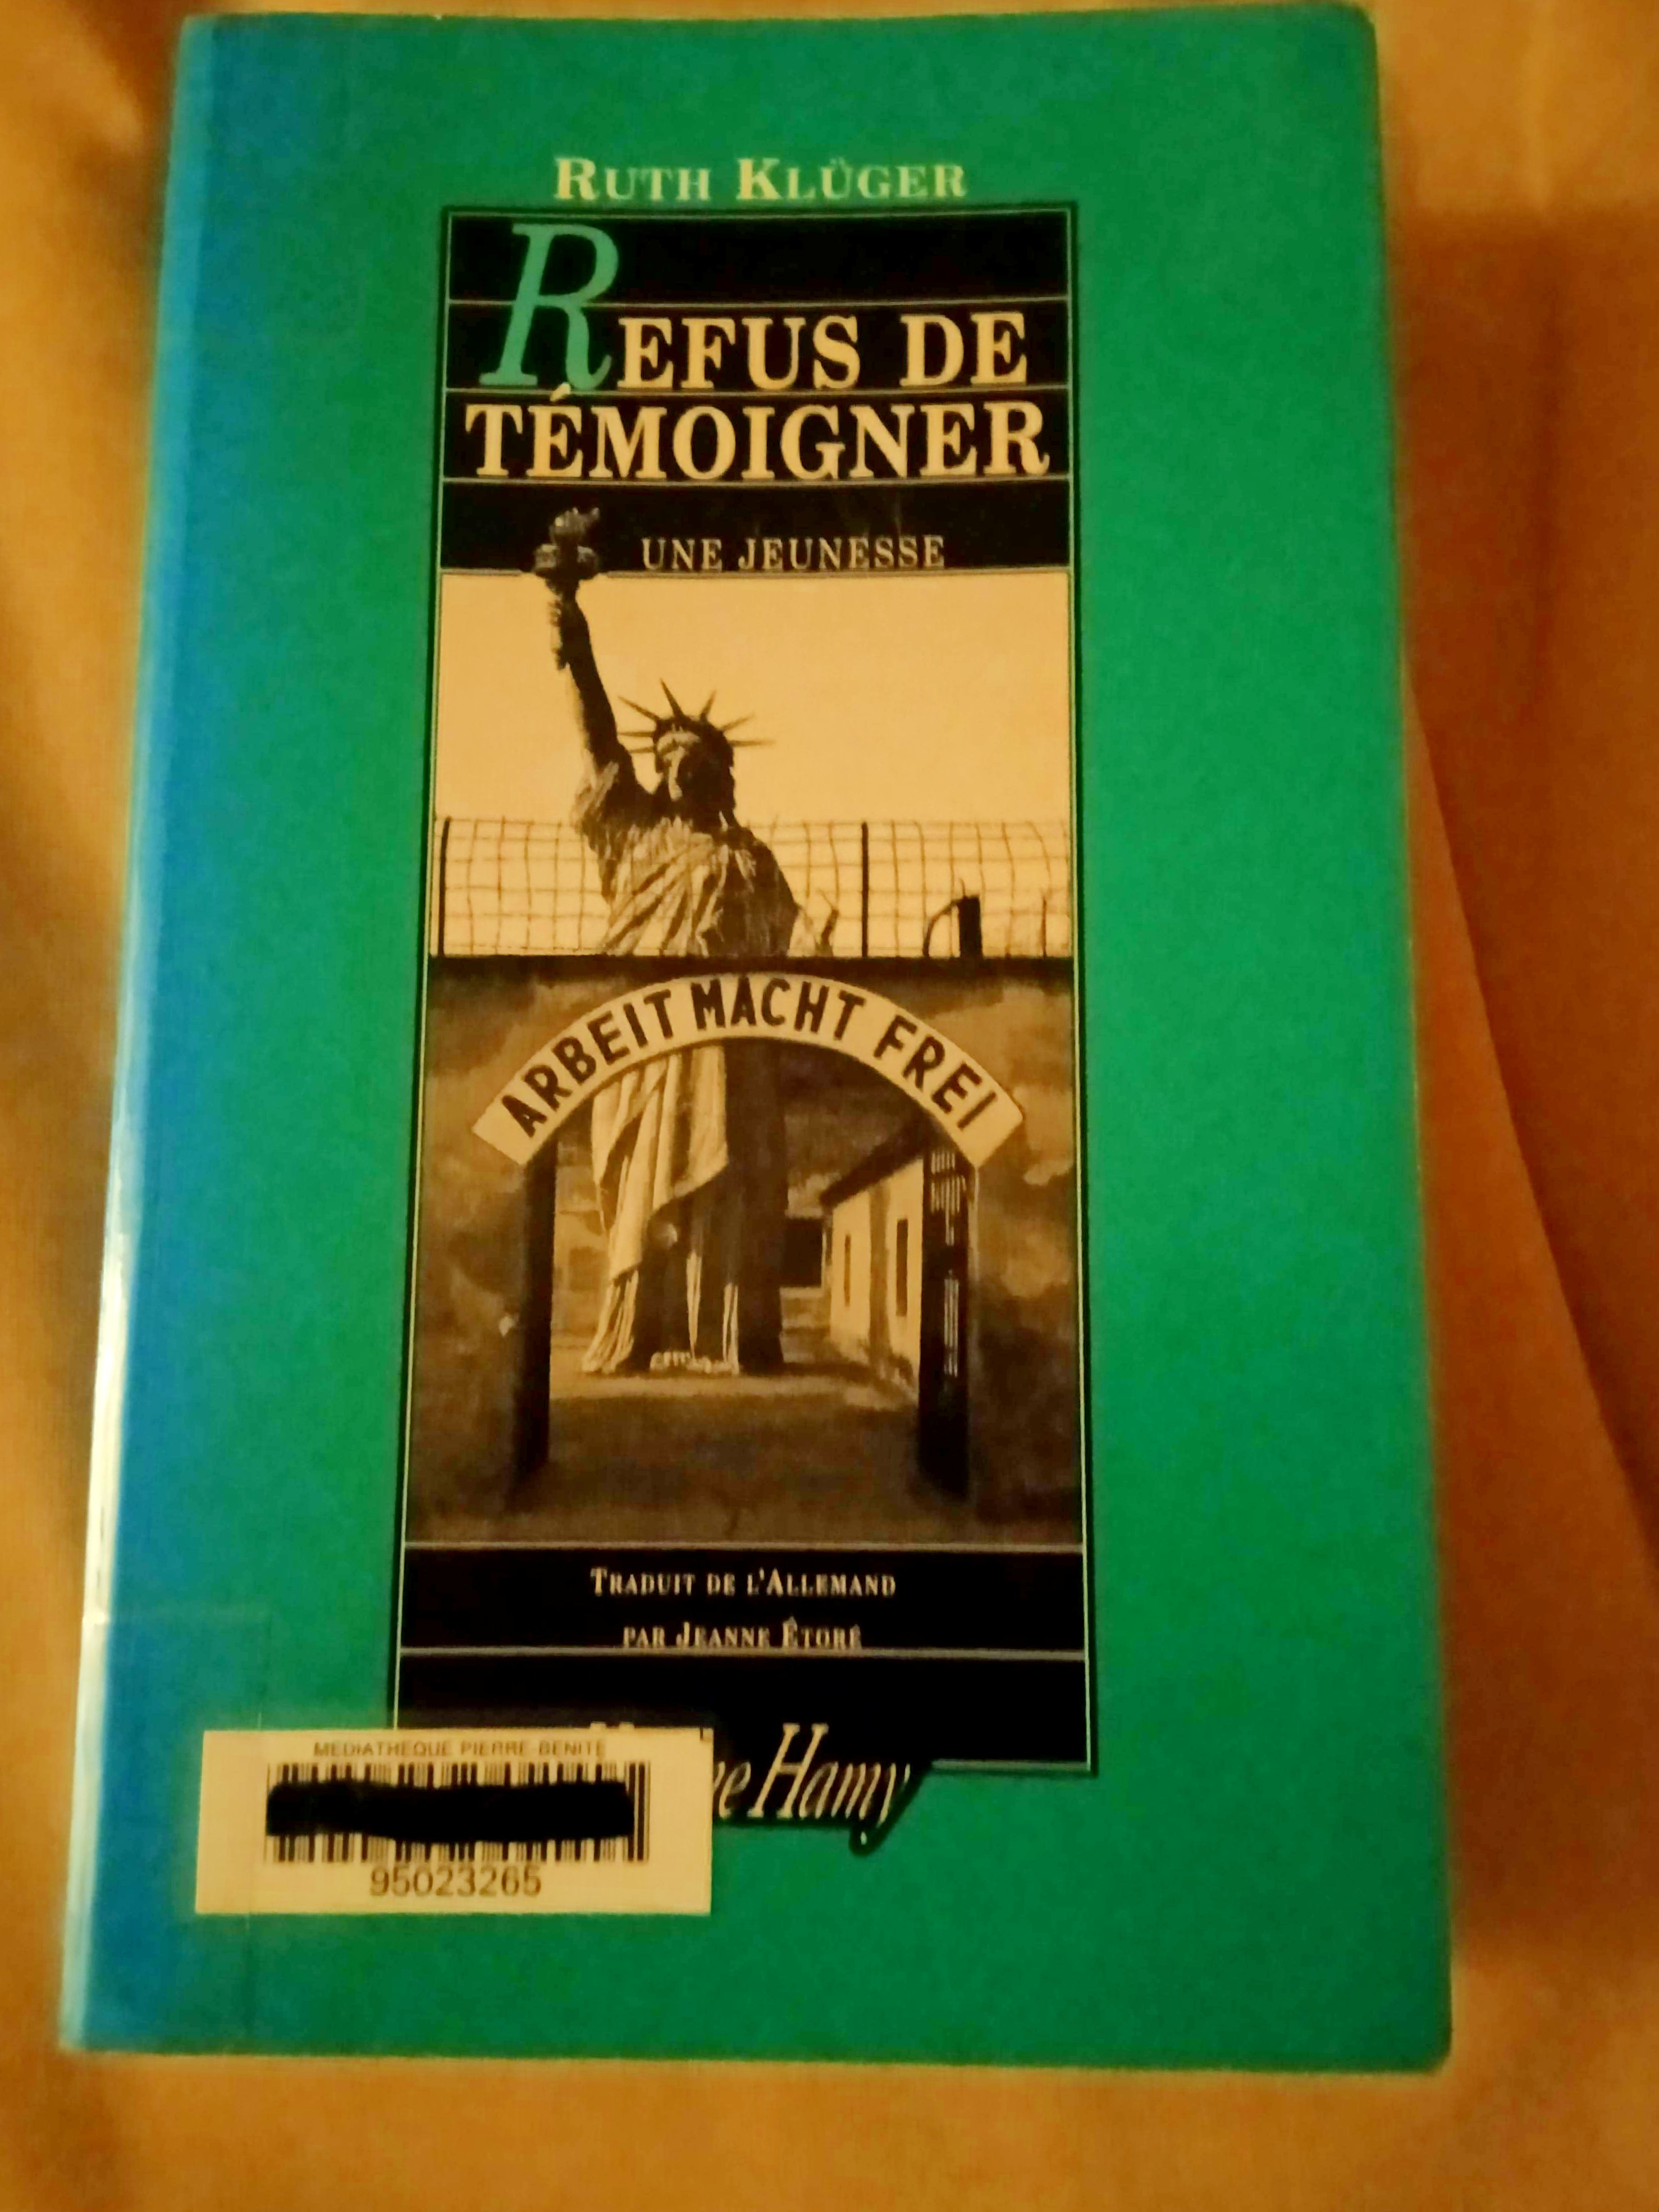 RUTH KLÜGER
REFUS DE
TÉMOIGNER
UNE JEUNESSE
ARBEIT MACHT FREI
TRADUIT DE L'ALLEMAND
PAR JEANNE ÉTORÉ
Hamy
MEDIATHEQUE PIERRE-BENITE
95023265